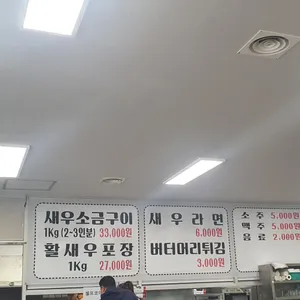 새우소금구이
1Kg (2-3인분) 33,000원
활새우포장
1Kg 27,000원
새우라면
6,000원
버터머리튀김
3,000원
소주 5.000원
맥주 5.000원
음료 2.000원